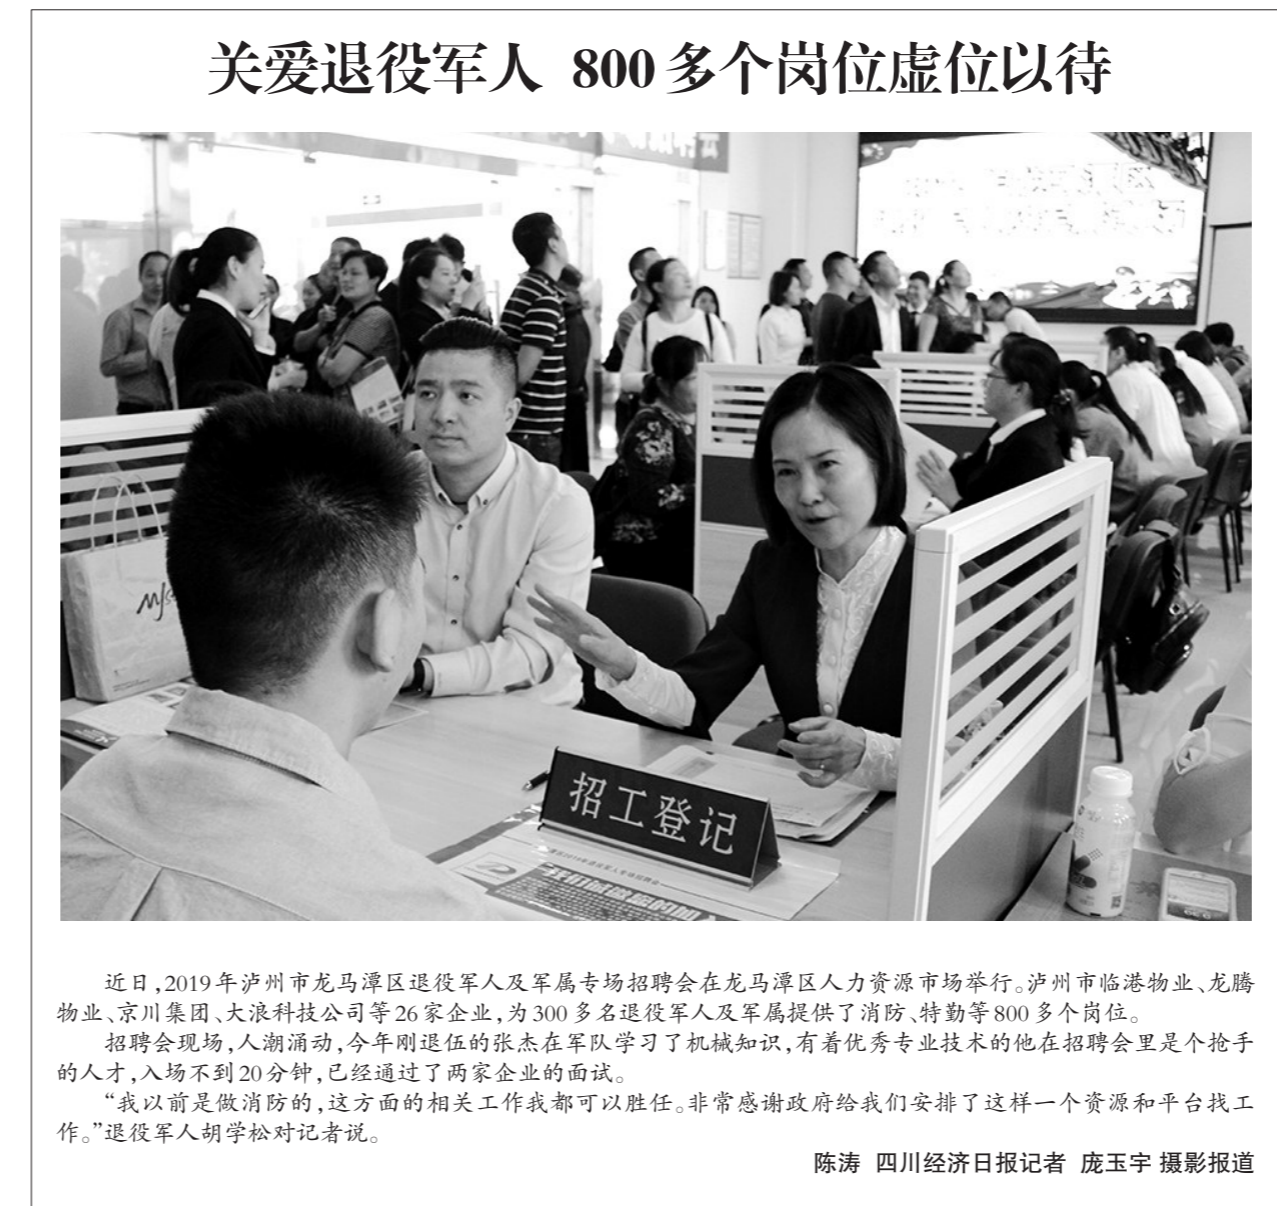 关爱退役军人 800多个岗位虚位以待
招工登记
近日,2019年泸州市龙马潭区退役军人及军属专场招聘会在龙马潭区人力资源市场举行。泸州市临港物业、龙腾
物业、京川集团、大浪科技公司等26家企业,为300多名退役军人及军属提供了消防、特勤等800多个岗位。
招聘会现场,人潮涌动,今年刚退伍的张杰在军队学习了机械知识,有着优秀专业技术的他在招聘会里是个抢手
的人才,入场不到20分钟,已经通过了两家企业的面试。
“我以前是做消防的,这方面的相关工作我都可以胜任。非常感谢政府给我们安排了这样一个资源和平台找工
作。”退役军人胡学松对记者说。
陈涛 四川经济日报记者 庞玉宇 摄影报道